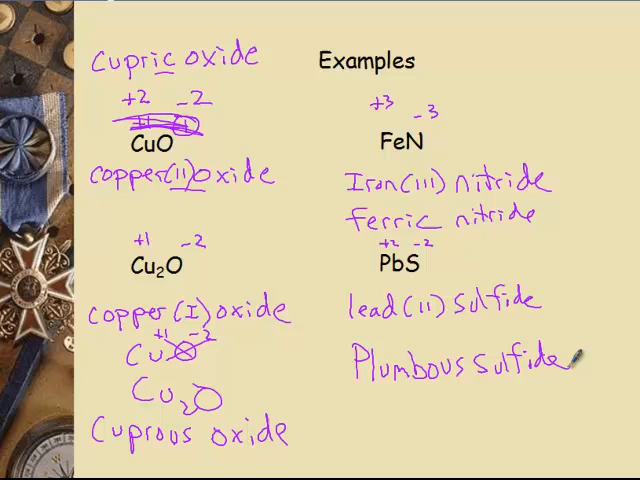 Cupric oxide
Examples
+2 -2
CuO
copper(II)oxide
+3 -3
FeN
Iron(III) nitride
ferric nitride
+1 -2
Cu₂O
copper(I)oxide
+1 -2
CuO
Cu₂O
Cuprous oxide
+2 -2
PbS
lead(II) sulfide
Plumbous sulfide